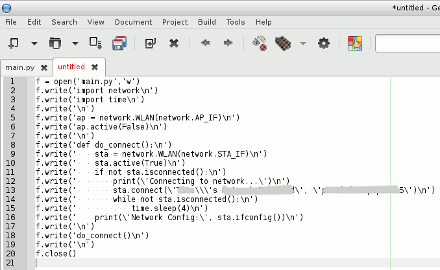 *untitled - Ge
File Edit Search View Document Project Build Tools Help
main.py untitled
1 f = open('main.py','w')
2 f.write('import network\n')
3 f.write('import time\n')
4 f.write('\n')
5 f.write('ap = network.WLAN(network.AP_IF)\n')
6 f.write('ap.active(False)\n')
7 f.write('\n')
8 f.write('def do_connect():\n')
9 f.write('    sta = network.WLAN(network.STA_IF)\n')
10 f.write('    sta.active(True)\n')
11 f.write('    if not sta.isconnected():\n')
12 f.write('        print(\'Connecting to network...\')\n')
13 f.write('        sta.connect(\' \\\'s \', \' 5\')\n')
14 f.write('        while not sta.isconnected():\n')
15 f.write('            time.sleep(4)\n')
16 f.write('    print(\'Network Config:\', sta.ifconfig())\n')
17 f.write('\n')
18 f.write('do_connect()\n')
19 f.write('\n')
20 f.close()
21